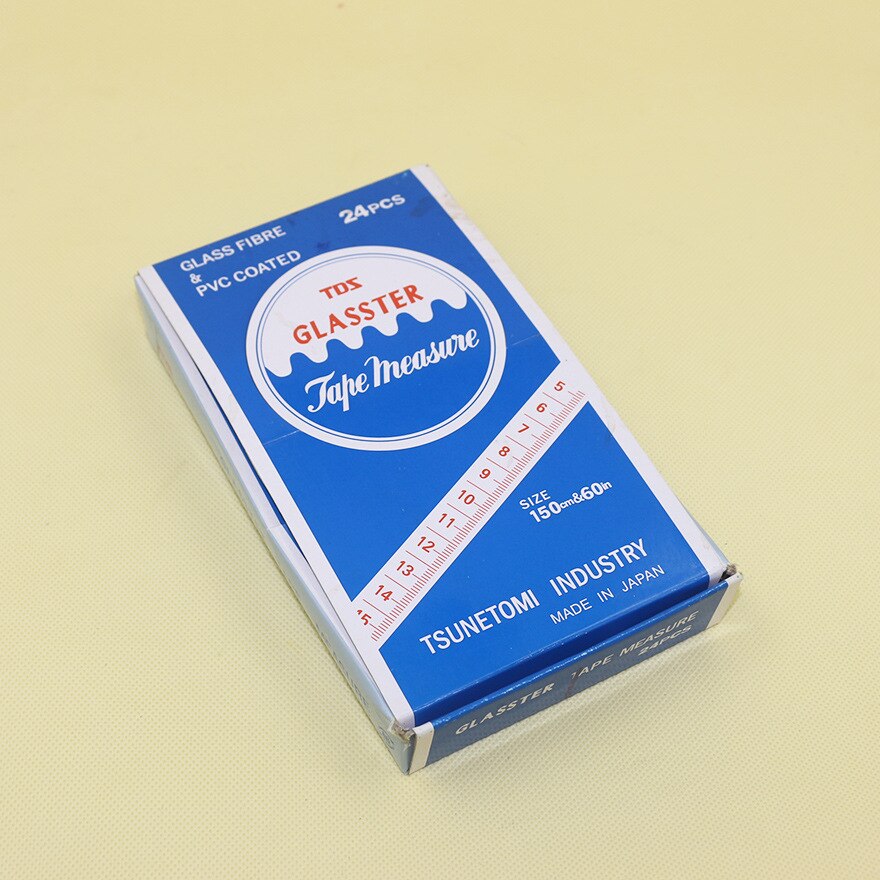 GLASS FIBRE
&
PVC COATED
24PCS
TDS
GLASSTER
Tape Measure
5
6
7
8
9
10
11
12
13
14
15
SIZE
150cm&60in
TSUNETOMI INDUSTRY
MADE IN JAPAN
GLASSTER TAPE MEASURE
24PCS